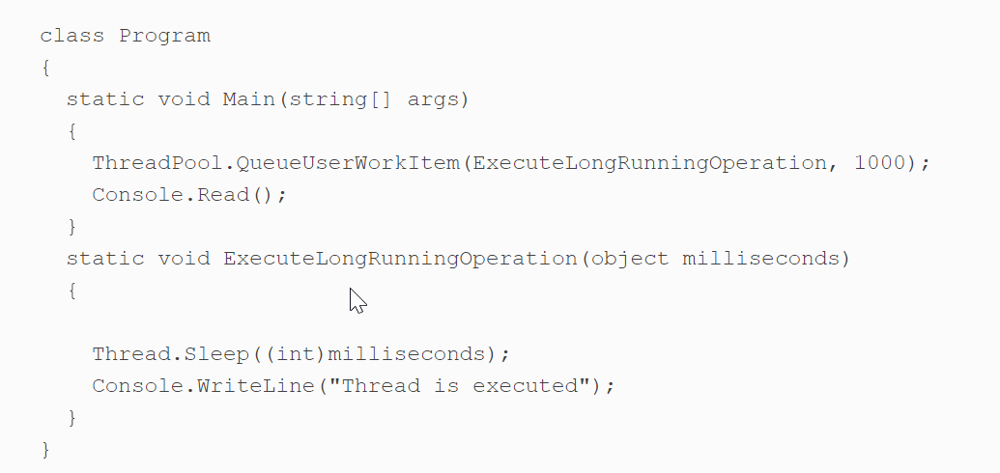 class Program
{
  static void Main(string[] args)
  {
    ThreadPool.QueueUserWorkItem(ExecuteLongRunningOperation, 1000);
    Console.Read();
  }
  static void ExecuteLongRunningOperation(object milliseconds)
  {
    Thread.Sleep((int)milliseconds);
    Console.WriteLine("Thread is executed");
  }
}